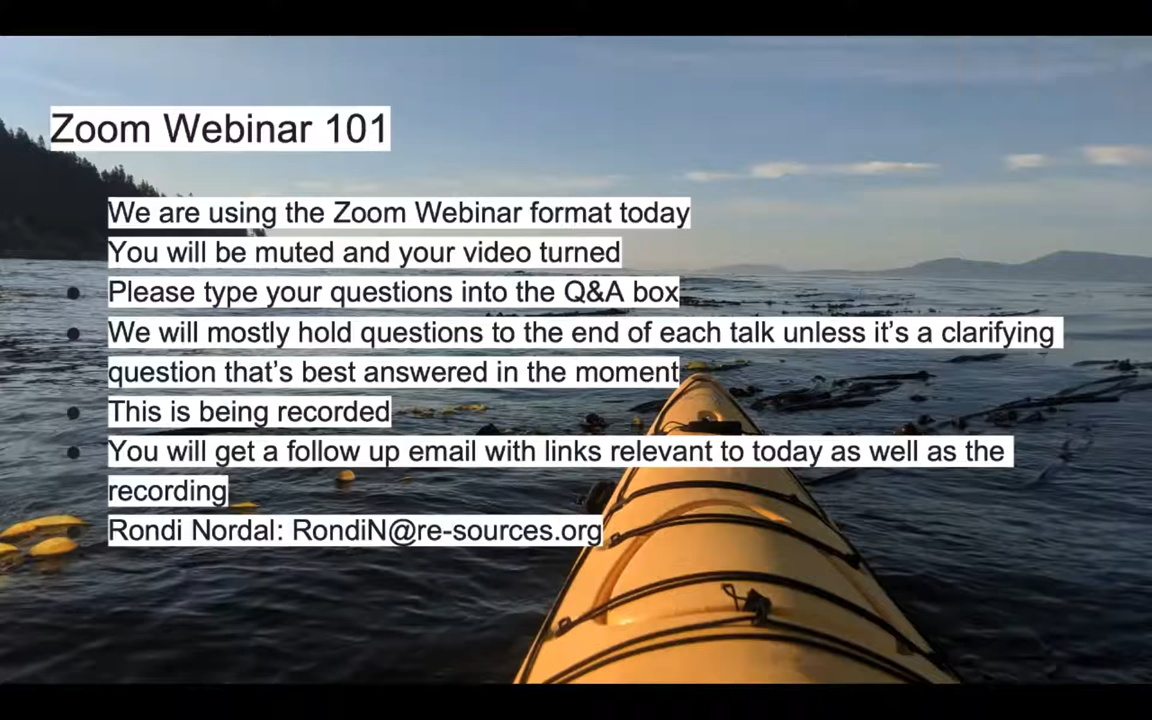 Zoom Webinar 101
We are using the Zoom Webinar format today
You will be muted and your video turned
● Please type your questions into the Q&A box
● We will mostly hold questions to the end of each talk unless it’s a clarifying
question that’s best answered in the moment
● This is being recorded
● You will get a follow up email with links relevant to today as well as the
recording
Rondi Nordal: RondiN@re-sources.org